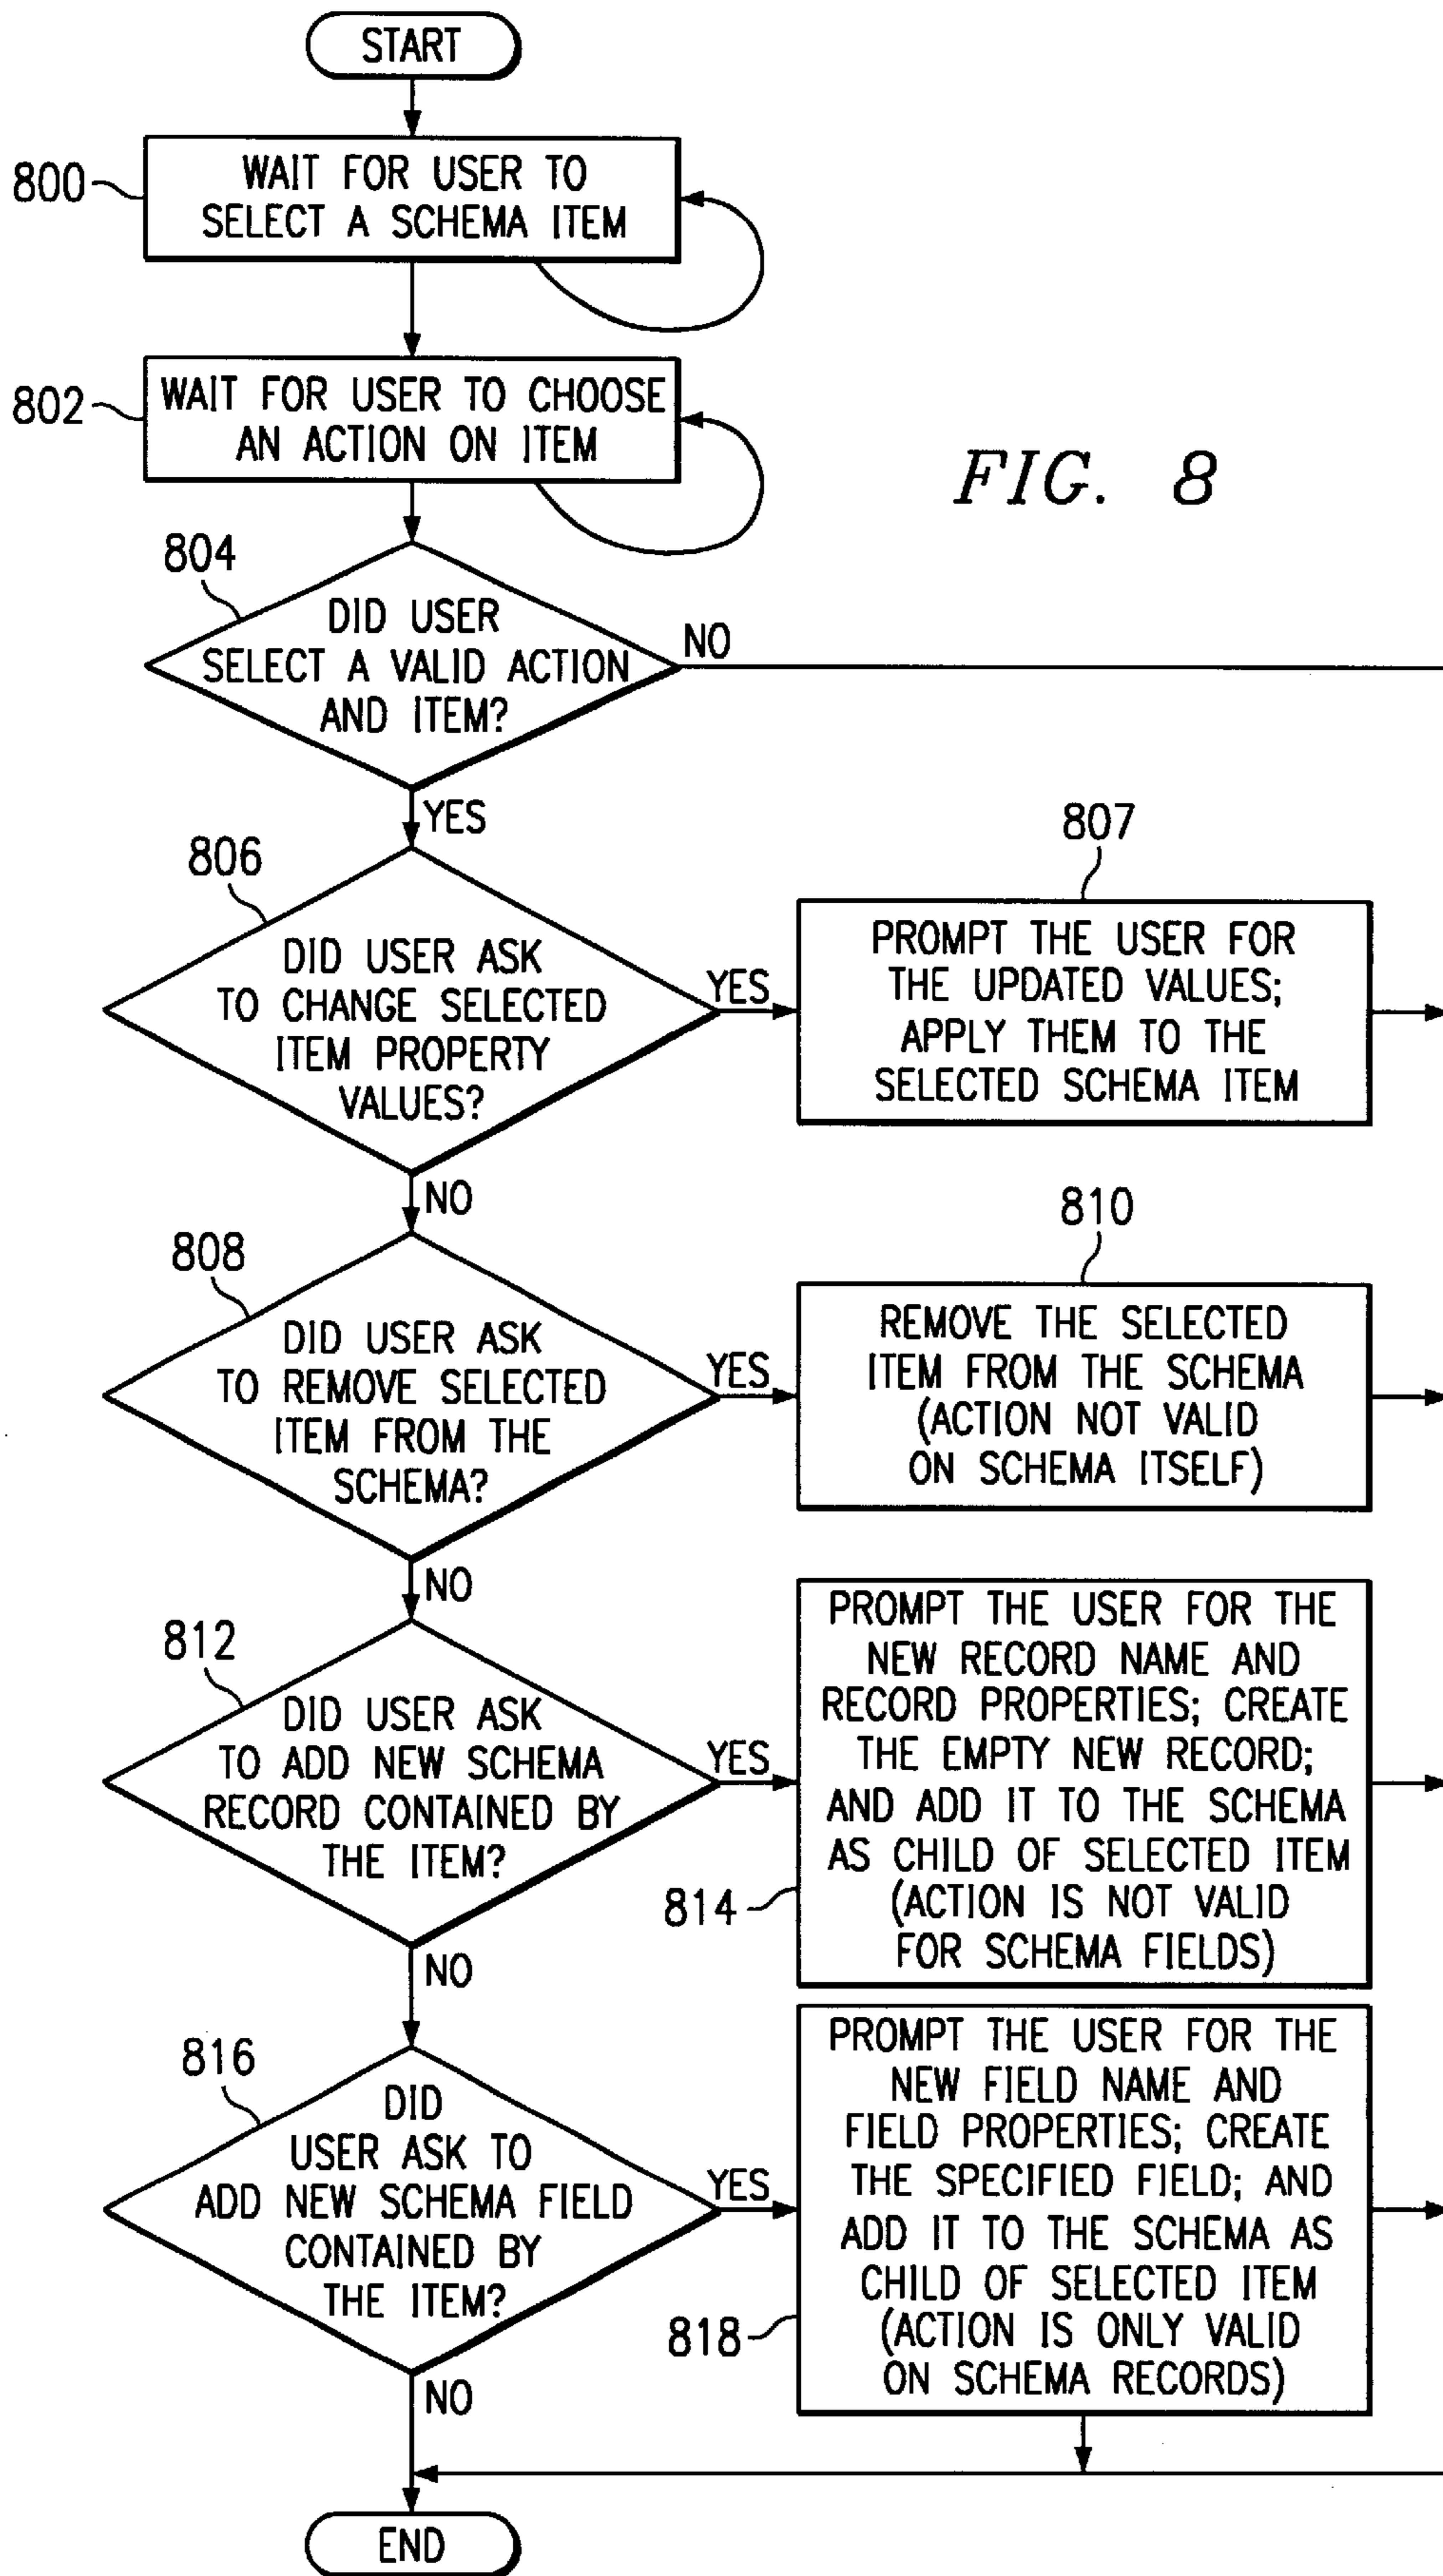 START
800
WAIT FOR USER TO
SELECT A SCHEMA ITEM
802
WAIT FOR USER TO CHOOSE
AN ACTION ON ITEM
FIG. 8
804
DID USER
SELECT A VALID ACTION
AND ITEM?
NO
YES
806
DID USER ASK
TO CHANGE SELECTED
ITEM PROPERTY
VALUES?
YES
807
PROMPT THE USER FOR
THE UPDATED VALUES;
APPLY THEM TO THE
SELECTED SCHEMA ITEM
NO
808
DID USER ASK
TO REMOVE SELECTED
ITEM FROM THE
SCHEMA?
YES
810
REMOVE THE SELECTED
ITEM FROM THE SCHEMA
(ACTION NOT VALID
ON SCHEMA ITSELF)
NO
812
DID USER ASK
TO ADD NEW SCHEMA
RECORD CONTAINED BY
THE ITEM?
YES
814
PROMPT THE USER FOR THE
NEW RECORD NAME AND
RECORD PROPERTIES; CREATE
THE EMPTY NEW RECORD;
AND ADD IT TO THE SCHEMA
AS CHILD OF SELECTED ITEM
(ACTION IS NOT VALID
FOR SCHEMA FIELDS)
NO
816
DID
USER ASK TO
ADD NEW SCHEMA FIELD
CONTAINED BY
THE ITEM?
YES
818
PROMPT THE USER FOR THE
NEW FIELD NAME AND
FIELD PROPERTIES; CREATE
THE SPECIFIED FIELD; AND
ADD IT TO THE SCHEMA AS
CHILD OF SELECTED ITEM
(ACTION IS ONLY VALID
ON SCHEMA RECORDS)
NO
END